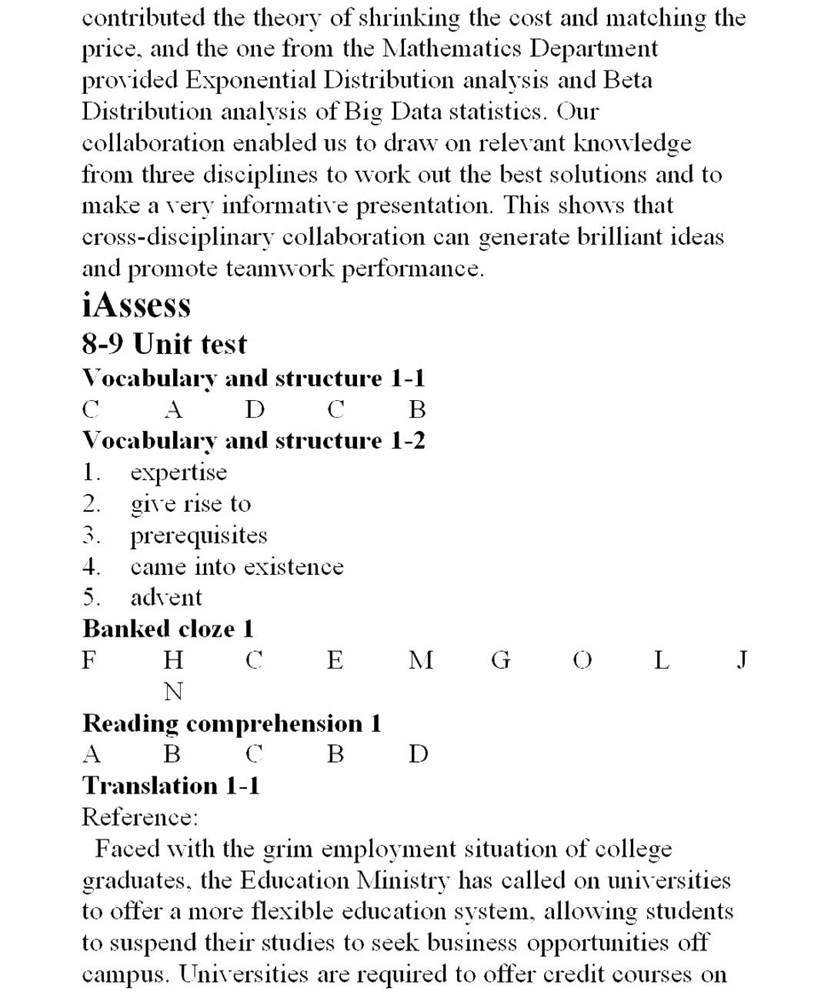 contributed the theory of shrinking the cost and matching the
price, and the one from the Mathematics Department
provided Exponential Distribution analysis and Beta
Distribution analysis of Big Data statistics. Our
collaboration enabled us to draw on relevant knowledge
from three disciplines to work out the best solutions and to
make a very informative presentation. This shows that
cross-disciplinary collaboration can generate brilliant ideas
and promote teamwork performance.
iAssess
8-9 Unit test
Vocabulary and structure 1-1
C A D C B
Vocabulary and structure 1-2
1. expertise
2. give rise to
3. prerequisites
4. came into existence
5. advent
Banked cloze 1
F H C E M G O L J
N
Reading comprehension 1
A B C B D
Translation 1-1
Reference:
Faced with the grim employment situation of college
graduates, the Education Ministry has called on universities
to offer a more flexible education system, allowing students
to suspend their studies to seek business opportunities off
campus. Universities are required to offer credit courses on